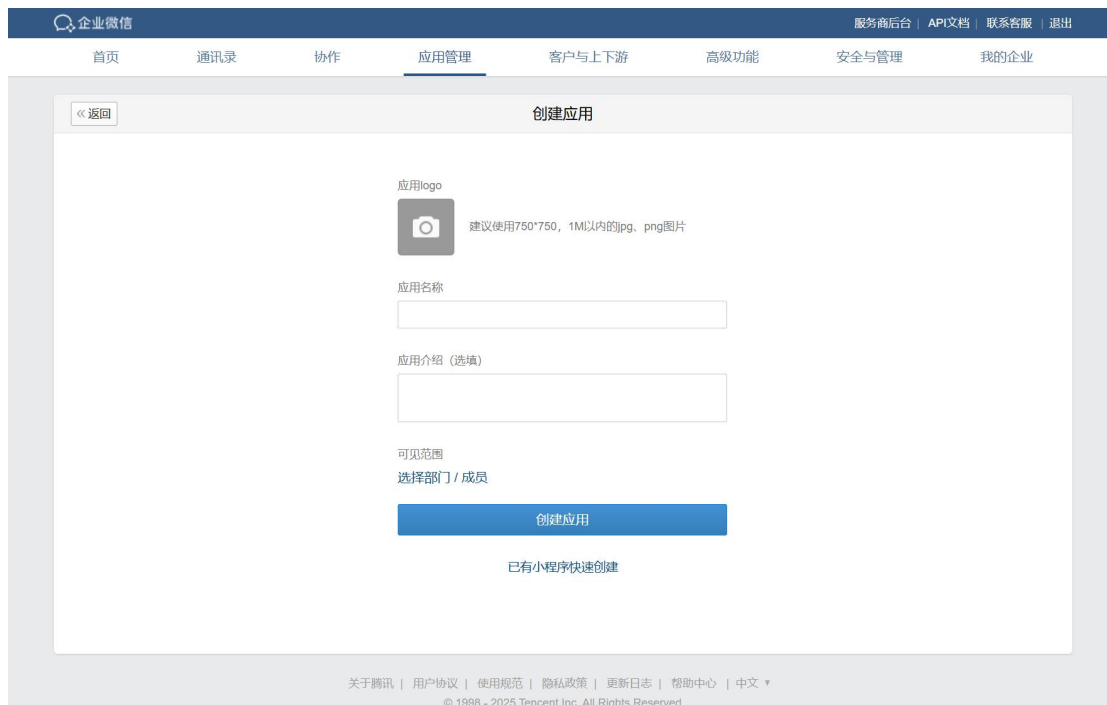 企业微信
服务商后台 | API文档 | 联系客服 | 退出
首页 通讯录 协作 应用管理 客户与上下游 高级功能 安全与管理 我的企业
«返回
创建应用
应用logo
建议使用750*750，1M以内的jpg、png图片
应用名称
应用介绍（选填）
可见范围
选择部门 / 成员
创建应用
已有小程序快速创建
关于腾讯 | 用户协议 | 使用规范 | 隐私政策 | 更新日志 | 帮助中心 | 中文
© 1998 - 2025 Tencent Inc. All Rights Reserved